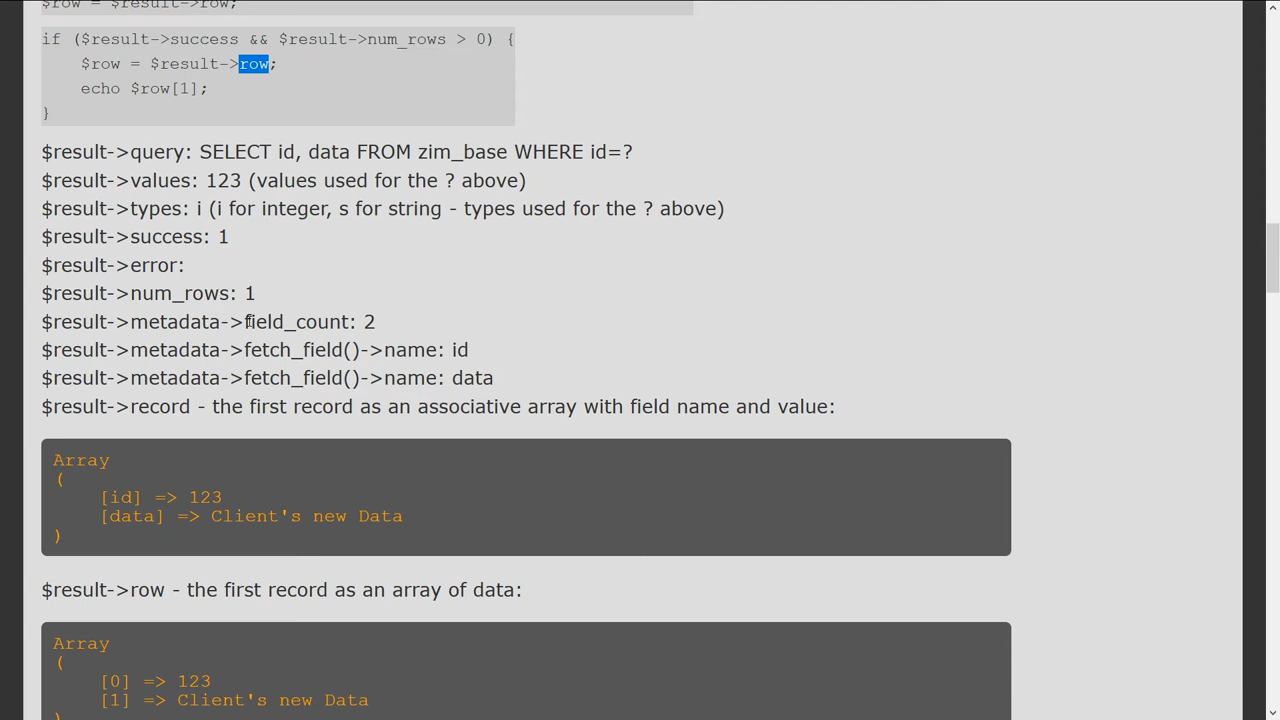 $row = $result->row;
if ($result->success && $result->num_rows > 0) {
$row = $result->row;
echo $row[1];
}
$result->query: SELECT id, data FROM zim_base WHERE id=?
$result->values: 123 (values used for the ? above)
$result->types: i (i for integer, s for string - types used for the ? above)
$result->success: 1
$result->error:
$result->num_rows: 1
$result->metadata->field_count: 2
$result->metadata->fetch_field()->name: id
$result->metadata->fetch_field()->name: data
$result->record - the first record as an associative array with field name and value:
Array
(
[id] => 123
[data] => Client's new Data
)
$result->row - the first record as an array of data:
Array
(
[0] => 123
[1] => Client's new Data
)